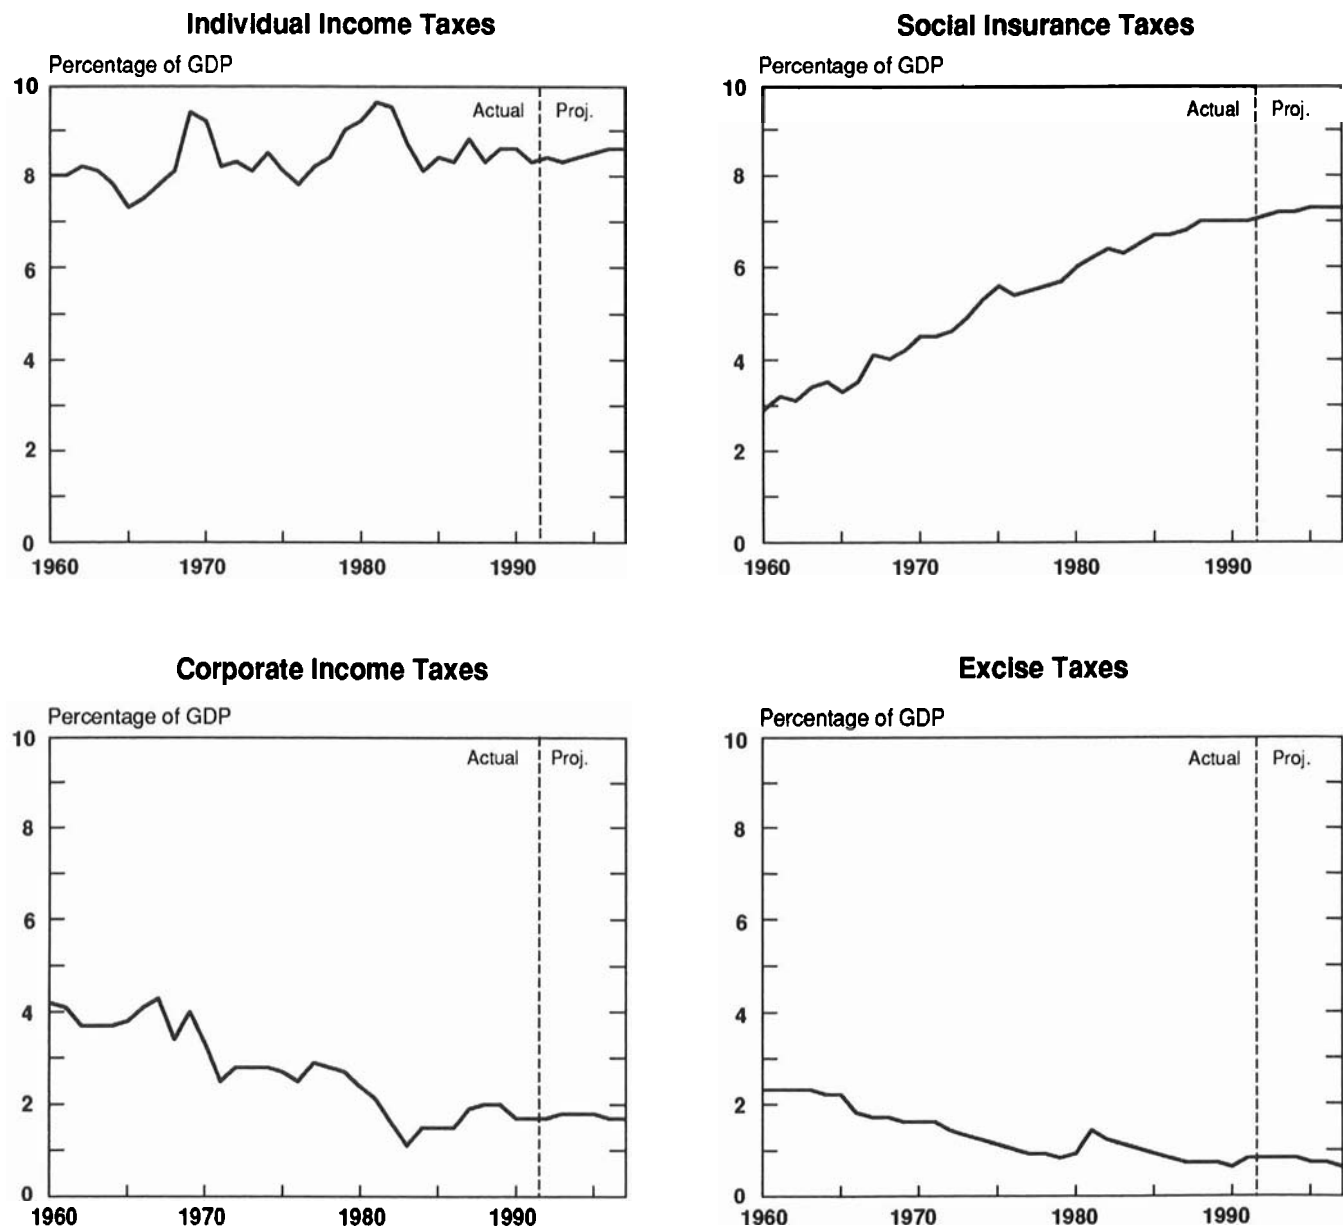 Individual Income Taxes
Percentage of GDP
10
Actual
Proj.
8
6
4
2
0
1960
1970
1980
1990
Social Insurance Taxes
Percentage of GDP
10
Actual
Proj.
8
6
4
2
0
1960
1970
1980
1990
Corporate Income Taxes
Percentage of GDP
10
Actual
Proj.
8
6
4
2
0
1960
1970
1980
1990
Excise Taxes
Percentage of GDP
10
Actual
Proj.
8
6
4
2
0
1960
1970
1980
1990